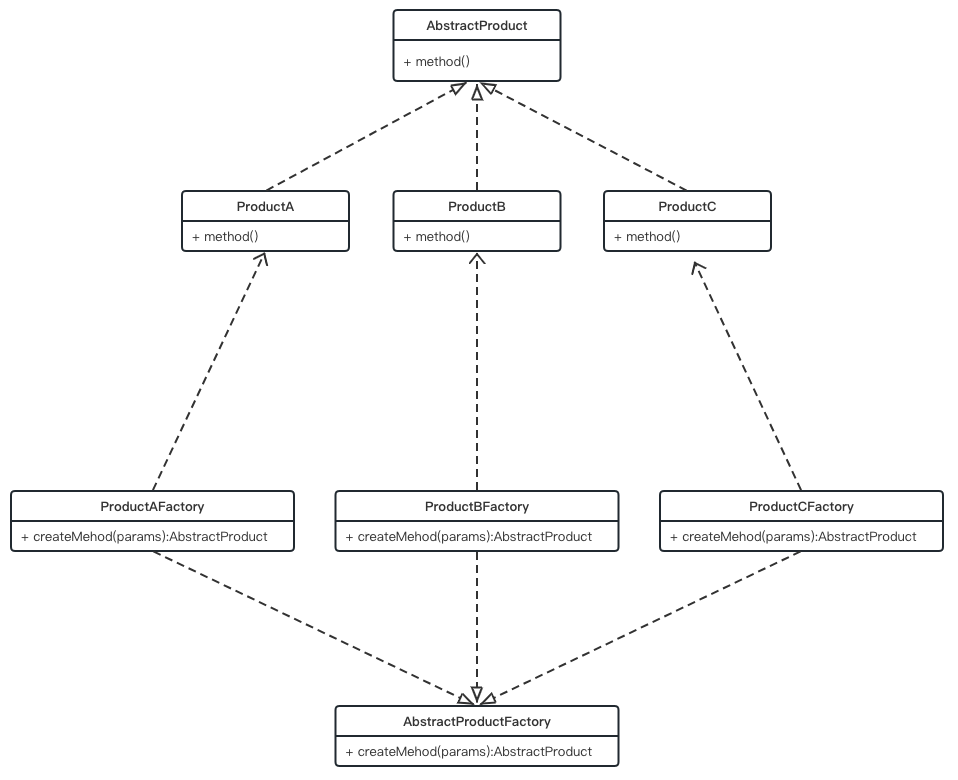 AbstractProduct
+ method()
ProductA
+ method()
ProductB
+ method()
ProductC
+ method()
ProductAFactory
+ createMehod(params):AbstractProduct
ProductBFactory
+ createMehod(params):AbstractProduct
ProductCFactory
+ createMehod(params):AbstractProduct
AbstractProductFactory
+ createMehod(params):AbstractProduct